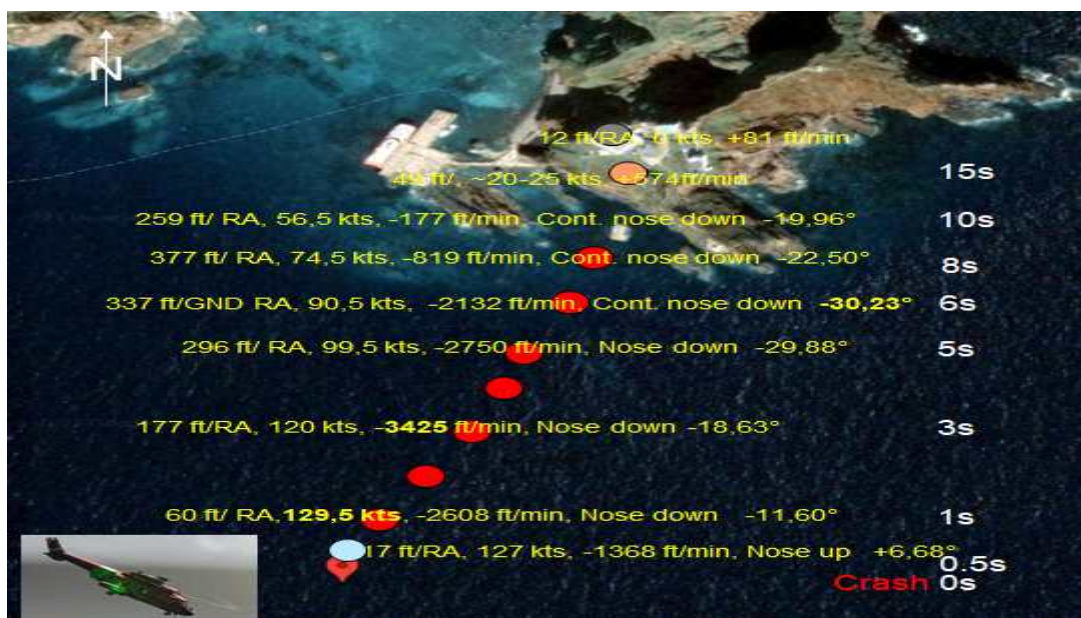 N
12 ft/RA, 0 kts, +81 ft/min
49 ft/, ~20-25 kts, +574ft/min 15s
259 ft/ RA, 56,5 kts, -177 ft/min, Cont. nose down -19,96° 10s
377 ft/ RA, 74,5 kts, -819 ft/min, Cont. nose down -22,50° 8s
337 ft/GND RA, 90,5 kts, -2132 ft/min, Cont. nose down -30,23° 6s
296 ft/ RA, 99,5 kts, -2750 ft/min, Nose down -29,88° 5s
177 ft/RA, 120 kts, -3425 ft/min, Nose down -18,63° 3s
60 ft/ RA,129,5 kts, -2608 ft/min, Nose down -11,60° 1s
17 ft/RA, 127 kts, -1368 ft/min, Nose up +6,68° 0.5s
Crash 0s